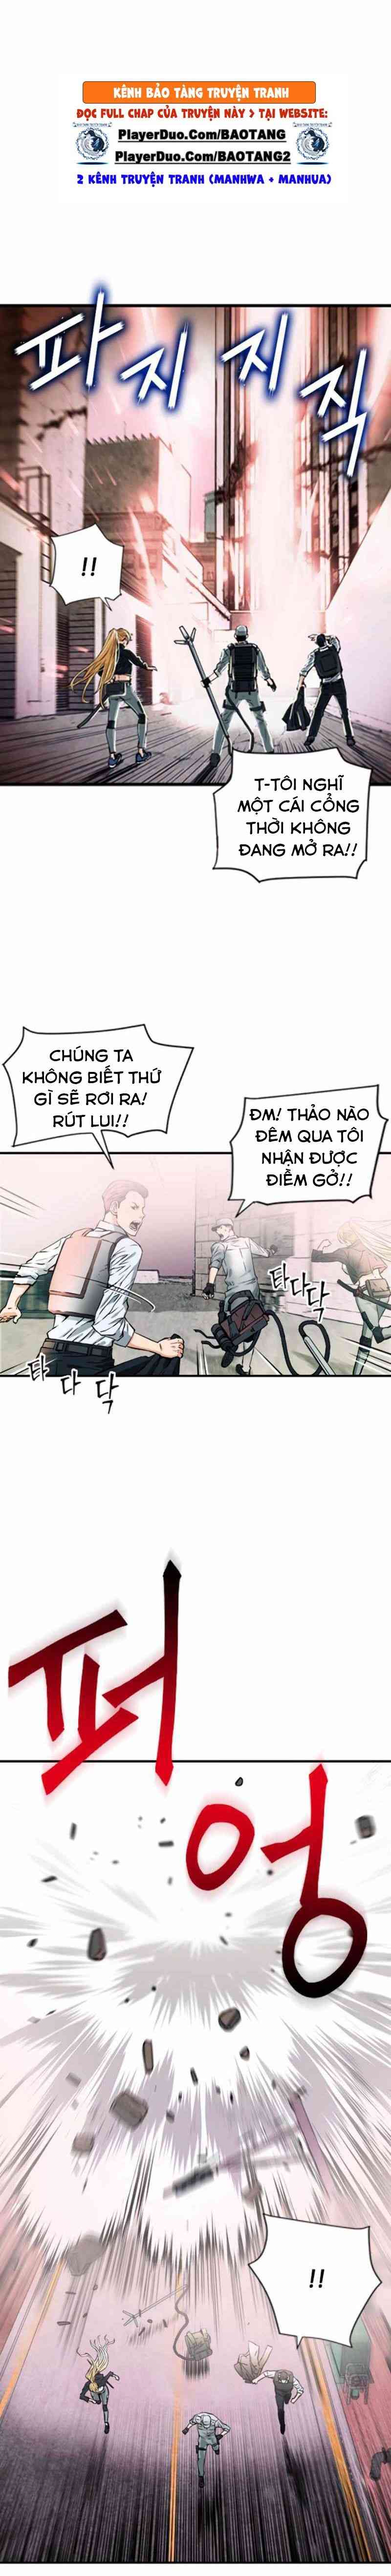 KÊNH BẢO TÀNG TRUYỆN TRANH
ĐỌC FULL CHAP CỦA TRUYỆN NÀY > TẠI WEBSITE:
PlayerDuo.Com/BAOTANG
PlayerDuo.Com/BAOTANG2
2 KÊNH TRUYỆN TRANH (MANHWA + MANHUA)
파지지직
!!
T-TÔI NGHĨ
MỘT CÁI CỔNG
THỜI KHÔNG
ĐANG MỞ RA!!
CHÚNG TA
KHÔNG BIẾT THỨ
GÌ SẼ RƠI RA!
RÚT LUI!!
ĐM! THẢO NÀO
ĐÊM QUA TÔI
NHẬN ĐƯỢC
ĐIỀM GỞ!!
타다닥
타다닥
퍼엉
!!